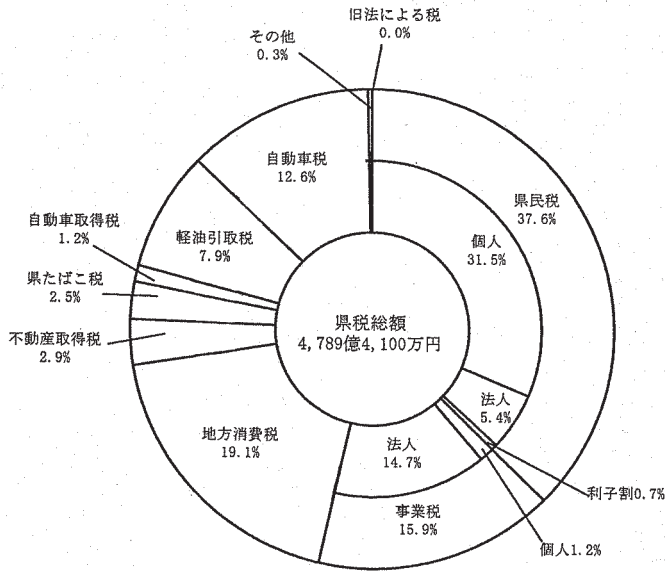 旧法による税
0.0%
その他
0.3%
自動車税
12.6%
県民税
37.6%
個人
31.5%
自動車取得税
1.2%
軽油引取税
7.9%
県たばこ税
2.5%
不動産取得税
2.9%
県税総額
4,789億4,100万円
法人
5.4%
地方消費税
19.1%
法人
14.7%
利子割0.7%
事業税
15.9%
個人1.2%